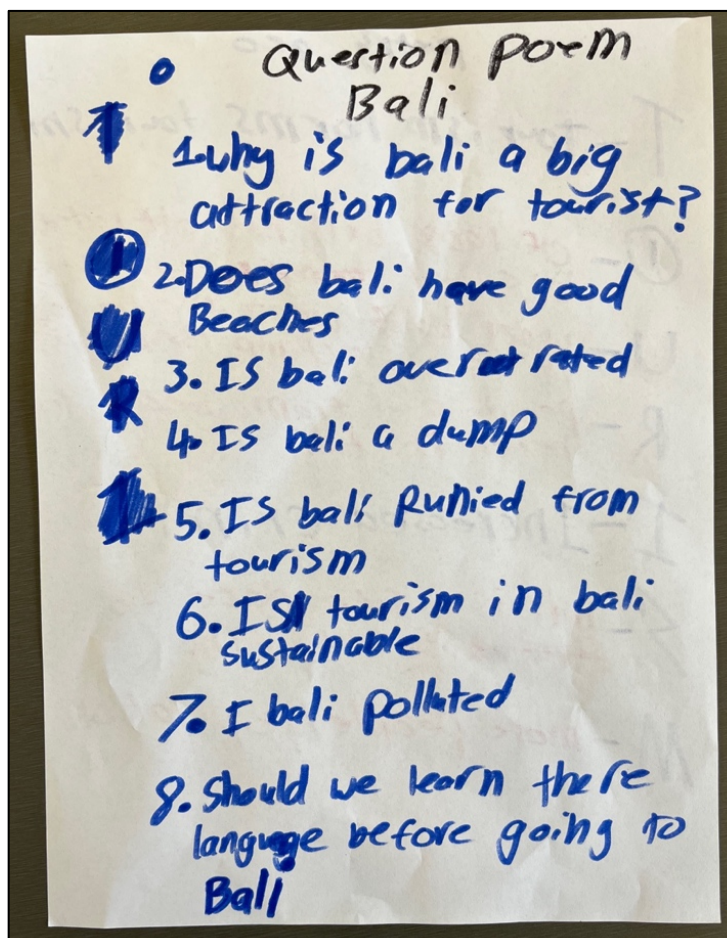 Question Poem
Bali
1. why is bali a big
attraction for tourist?
2. Does bali have good
Beaches
3. IS bali overrated
4. Is bali a dump
5. IS bali Runied from
tourism
6. IS tourism in bali
sustainable
7. I bali polluted
8. Should we learn there
language before going to
Bali